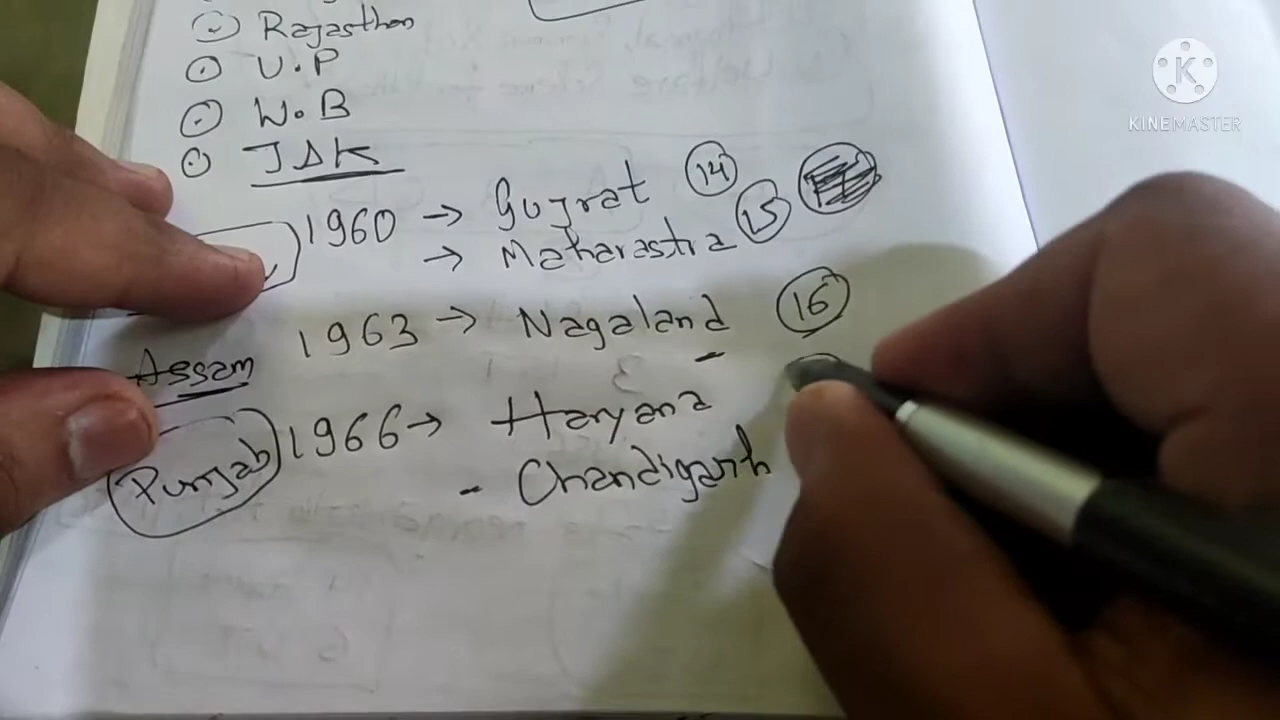 Rajasthan
U.P
W.B
J&K
1960 → Gujrat 14
→ Maharastra 15
1963 → Nagaland 16
Assam
Punjab 1966 → Haryana
- Chandigarh
K
KINEMASTER